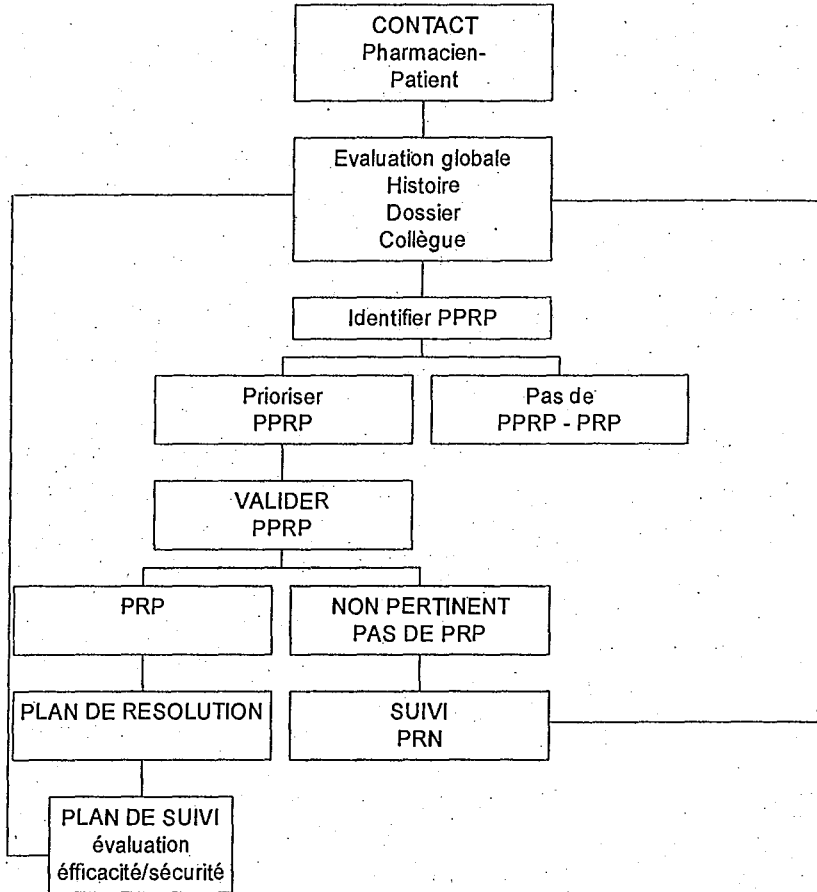 CONTACT
Pharmacien-
Patient
Evaluation globale
Histoire
Dossier
Collègue
Identifier PPRP
Prioriser
PPRP
Pas de
PPRP - PRP
VALIDER
PPRP
PRP
NON PERTINENT
PAS DE PRP
PLAN DE RESOLUTION
SUIVI
PRN
PLAN DE SUIVI
évaluation
éfficacité/sécurité